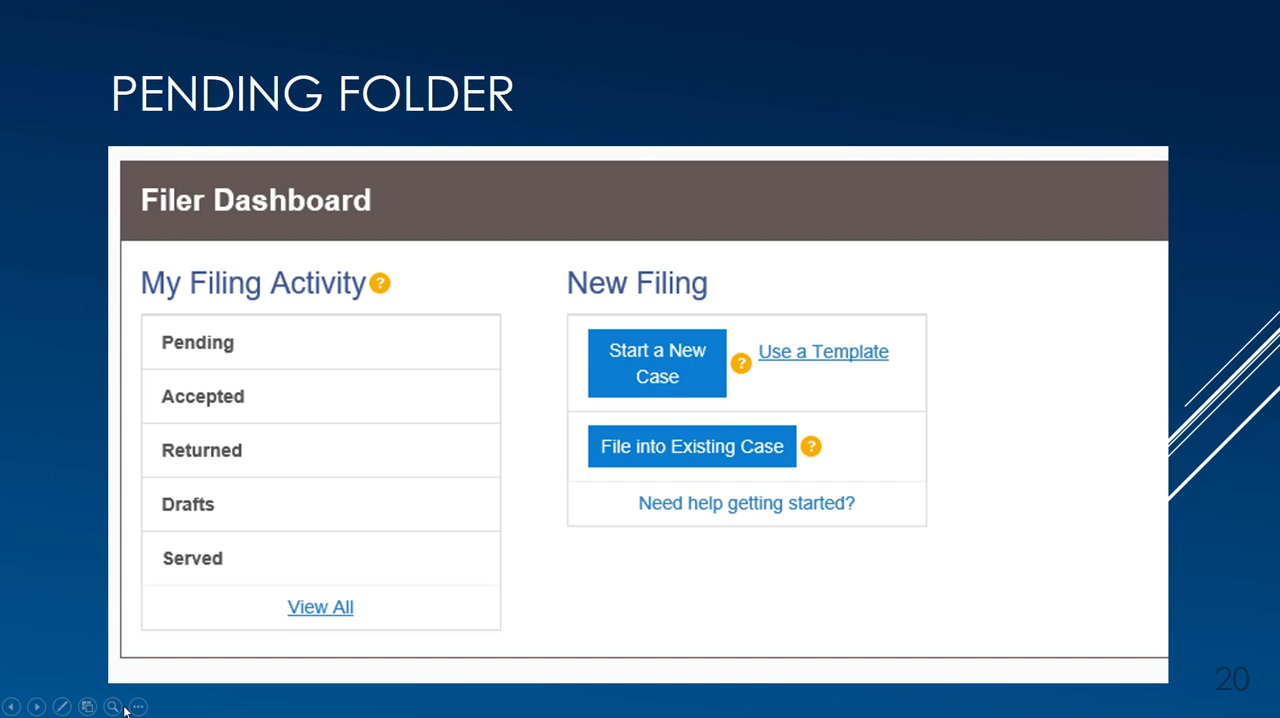 PENDING FOLDER
Filer Dashboard
My Filing Activity ?
Pending
Accepted
Returned
Drafts
Served
View All
New Filing
Start a New
Case
? Use a Template
File into Existing Case ?
Need help getting started?
20